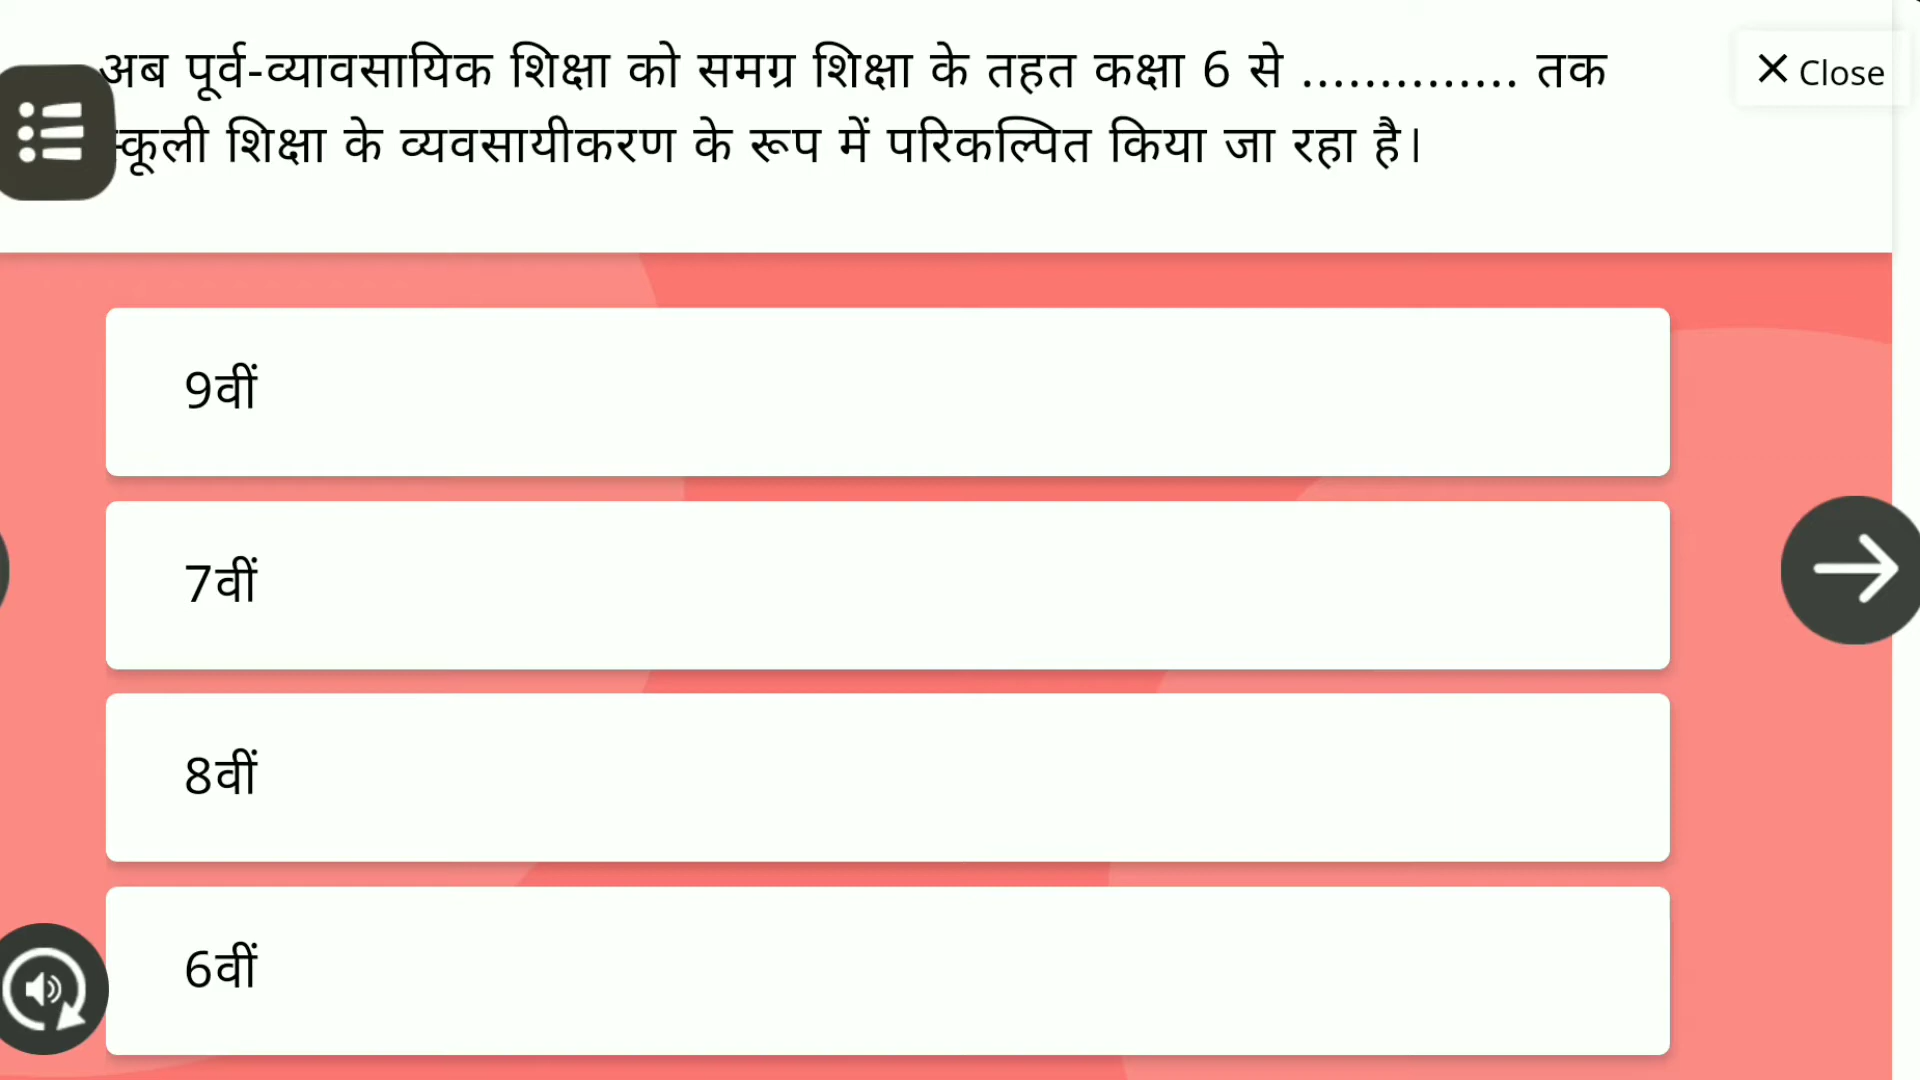 अब पूर्व-व्यावसायिक शिक्षा को समग्र शिक्षा के तहत कक्षा 6 से .............. तक
स्कूली शिक्षा के व्यवसायीकरण के रूप में परिकल्पित किया जा रहा है।
Close
9वीं
7वीं
8वीं
6वीं